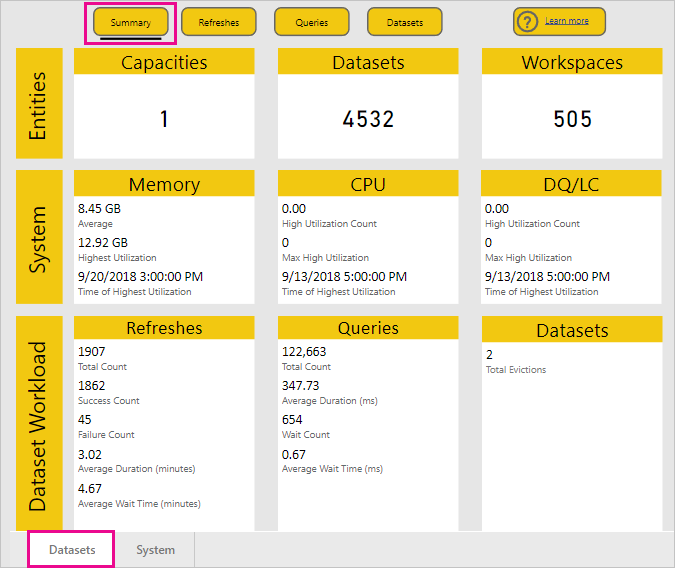 Summary
Refreshes
Queries
Datasets
? Learn more
Entities
Capacities
1
Datasets
4532
Workspaces
505
System
Memory
8.45 GB
Average
12.92 GB
Highest Utilization
9/20/2018 3:00:00 PM
Time of Highest Utilization
CPU
0.00
High Utilization Count
0
Max High Utilization
9/13/2018 5:00:00 PM
Time of Highest Utilization
DQ/LC
0.00
High Utilization Count
0
Max High Utilization
9/13/2018 5:00:00 PM
Time of Highest Utilization
Dataset Workload
Refreshes
1907
Total Count
1862
Success Count
45
Failure Count
3.02
Average Duration (minutes)
4.67
Average Wait Time (minutes)
Queries
122,663
Total Count
347.73
Average Duration (ms)
654
Wait Count
0.67
Average Wait Time (ms)
Datasets
2
Total Evictions
Datasets
System